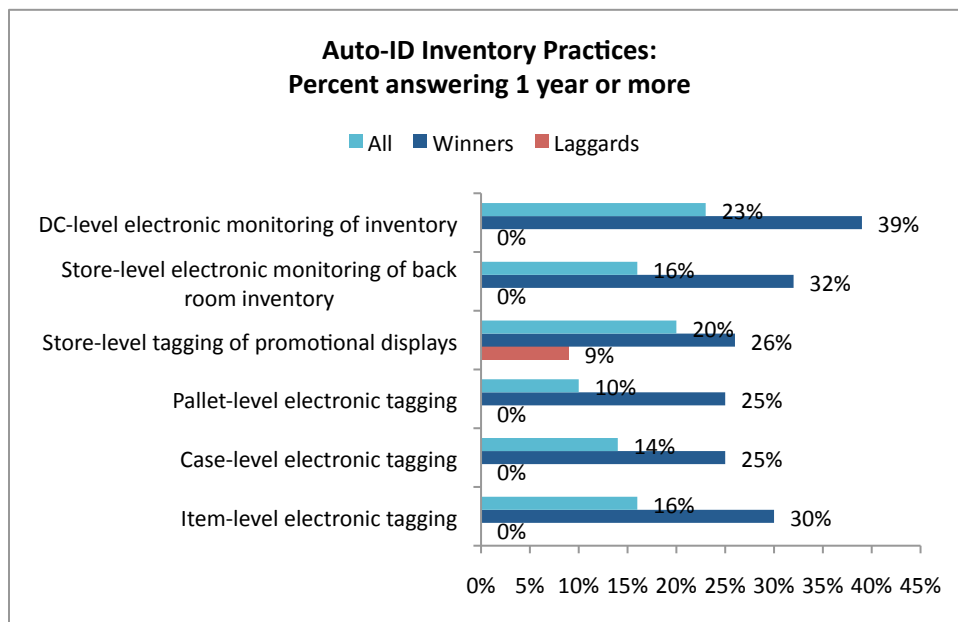 Auto-ID Inventory Practices:
Percent answering 1 year or more
All Winners Laggards
DC-level electronic monitoring of inventory
23%
39%
0%
Store-level electronic monitoring of back
room inventory
16%
32%
0%
Store-level tagging of promotional displays
20%
26%
9%
Pallet-level electronic tagging
10%
25%
0%
Case-level electronic tagging
14%
25%
0%
Item-level electronic tagging
16%
30%
0%
0% 5% 10% 15% 20% 25% 30% 35% 40% 45%